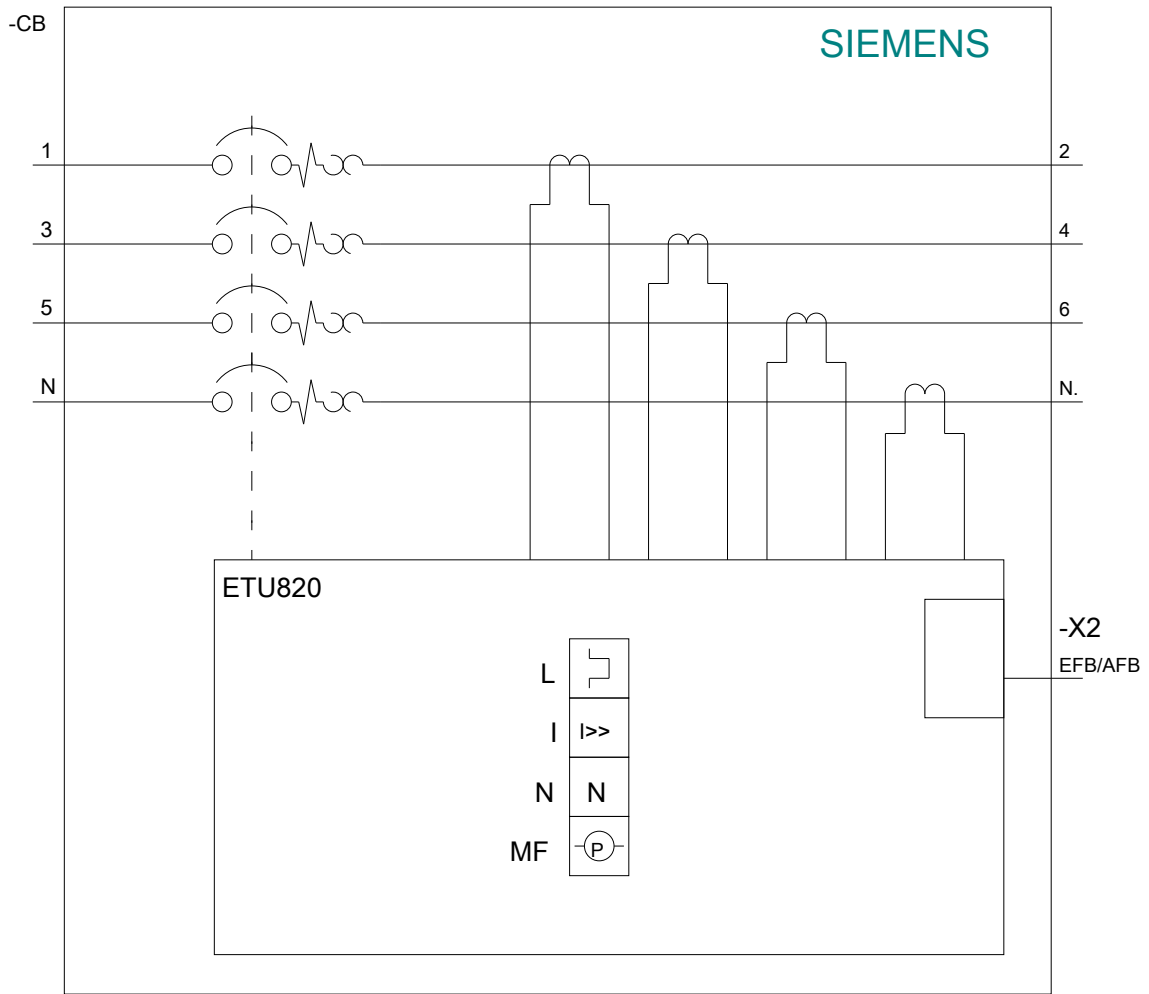 -CB
SIEMENS
1
2
3
4
5
6
N
N.
ETU820
-X2
EFB/AFB
L
I I>>
N N
MF P